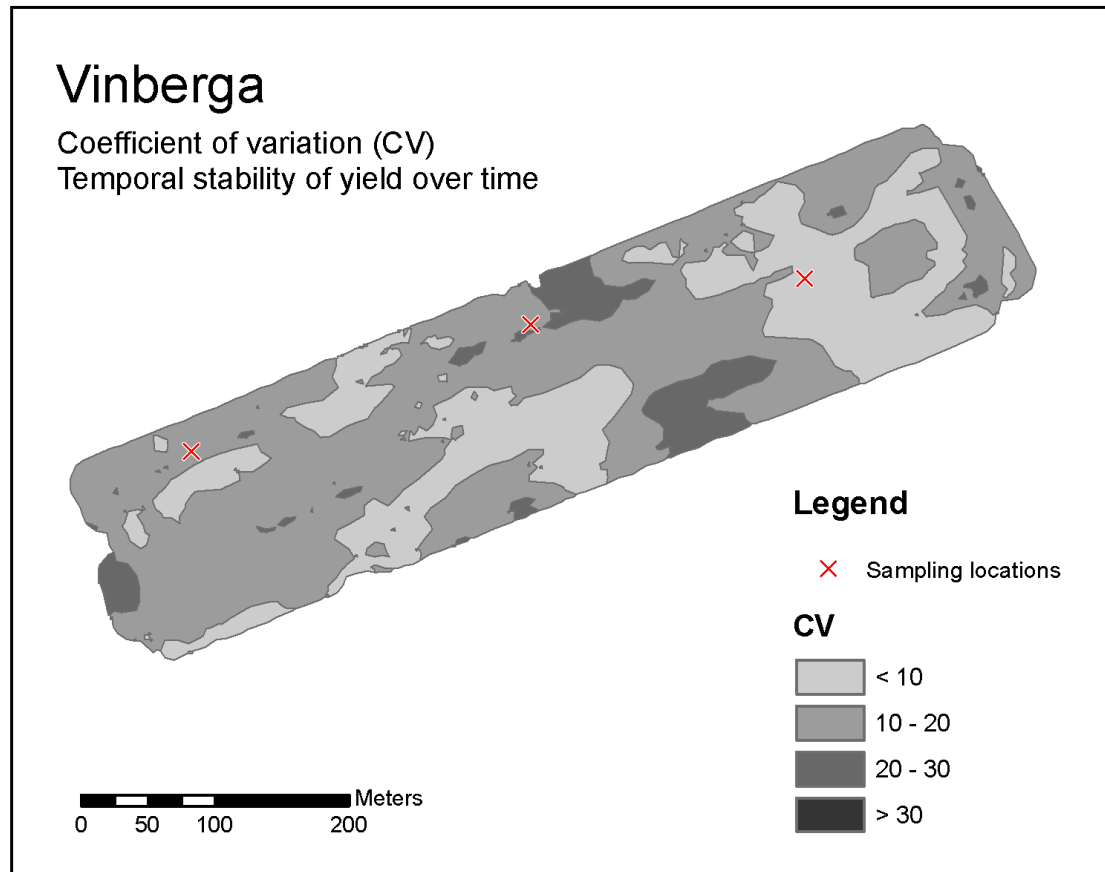 Vinberga
Coefficient of variation (CV)
Temporal stability of yield over time
Legend
Sampling locations
CV
< 10
10 - 20
20 - 30
> 30
Meters
0 50 100 200